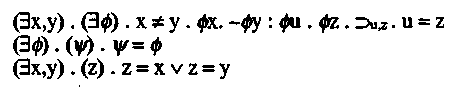 (∃x,y) . (∃ϕ) . x ≠ y . ϕx. ~ϕy : ϕu . ϕz . ⊃u,z . u = z
(∃ϕ) . (ψ) . ψ = ϕ
(∃x,y) . (z) . z = x ∨ z = y